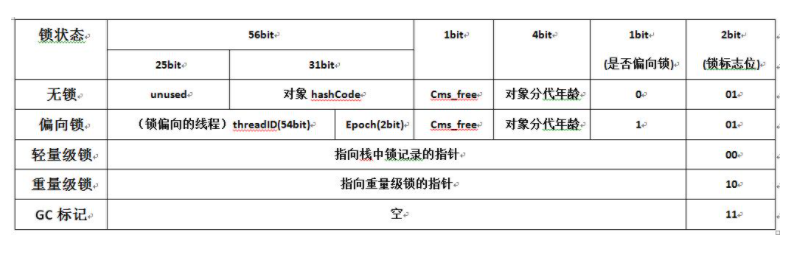 锁状态 56bit 1bit 4bit 1bit 2bit
25bit 31bit (是否偏向锁) (锁标志位)
无锁 unused 对象 hashCode Cms_free 对象分代年龄 0 01
偏向锁 （锁偏向的线程）threadID(54bit) Epoch(2bit) Cms_free 对象分代年龄 1 01
轻量级锁 指向栈中锁记录的指针 00
重量级锁 指向重量级锁的指针 10
GC 标记 空 11